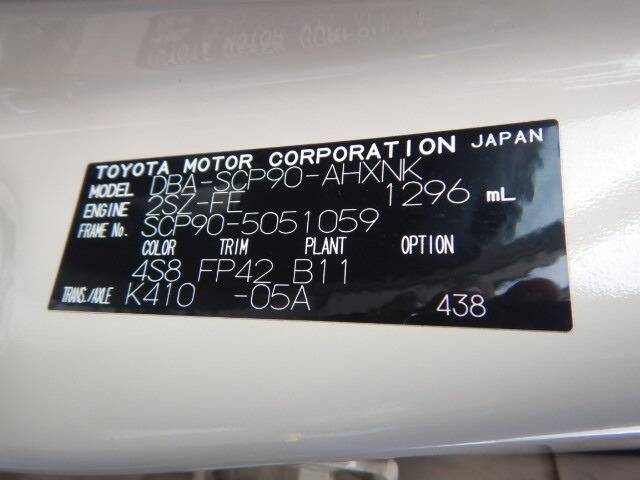 TOYOTA MOTOR CORPORATION JAPAN
MODEL DBA-SCP90-AHXNK
ENGINE 2SZ-FE 1296 mL
FRAME No. SCP90-5051059
COLOR TRIM PLANT OPTION
4S8 FP42 B11
TRANS./AXLE K410 -05A 438